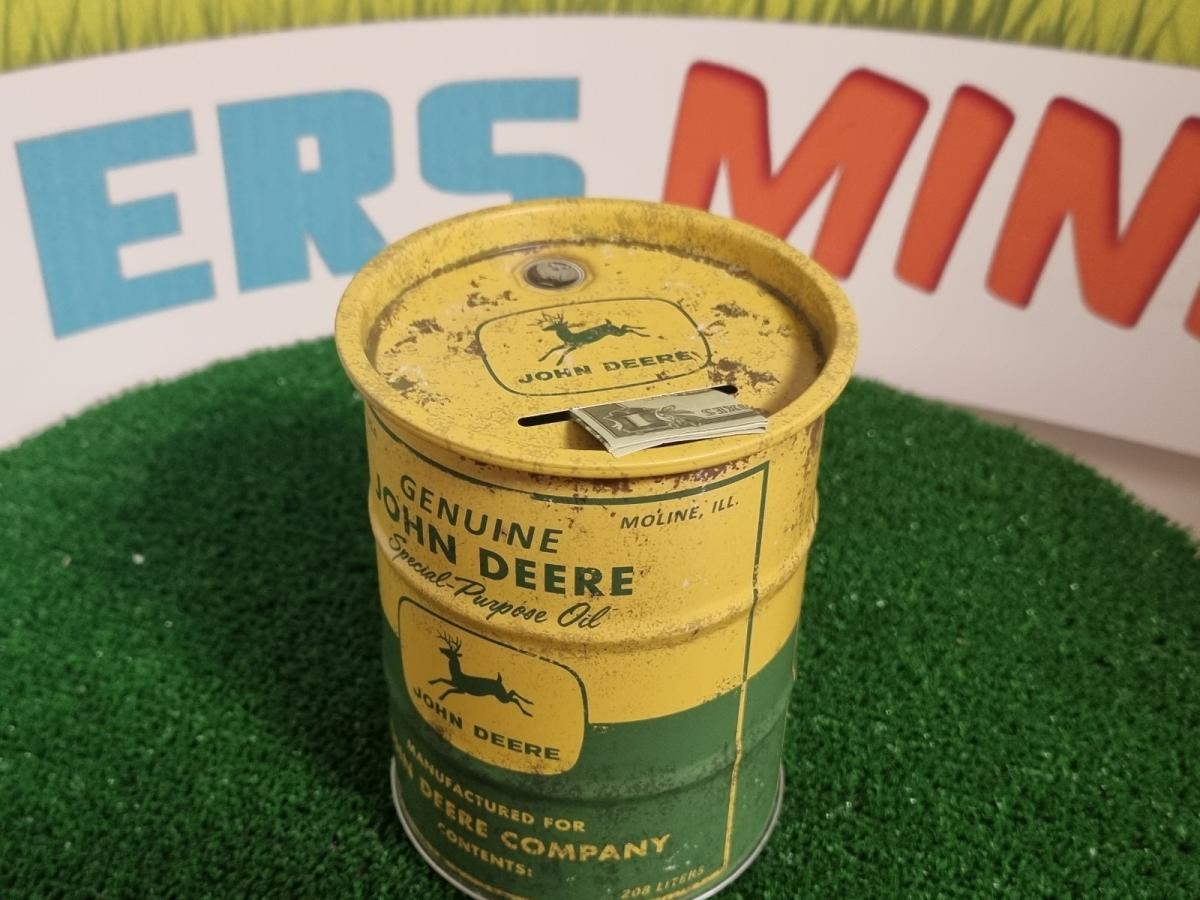 ERS MIN
JOHN DEERE
GENUINE
MOLINE, ILL.
JOHN DEERE
Special-Purpose Oil
JOHN DEERE
MANUFACTURED FOR
N DEERE COMPANY
CONTENTS:
208 LITERS